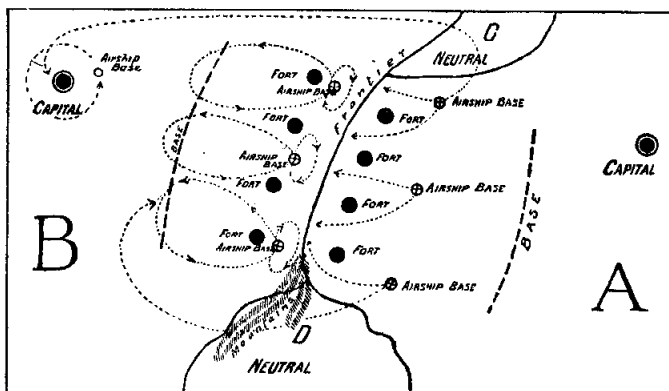 C
NEUTRAL
AIRSHIP
BASE
CAPITAL
FORT
AIRSHIP BASE
Frontier
AIRSHIP BASE
FORT
FORT
BASE
AIRSHIP
BASE
FORT
CAPITAL
FORT
AIRSHIP BASE
FORT
BASE
B
FORT
AIRSHIP
BASE
FORT
A
AIRSHIP BASE
Mountains
D
NEUTRAL